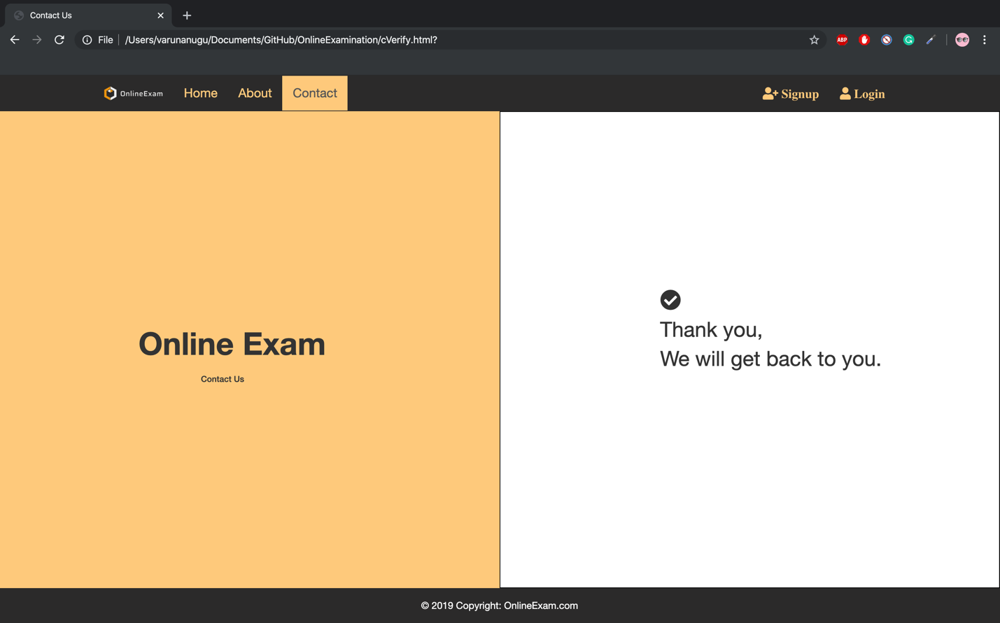 Contact Us
File
/Users/varunanugu/Documents/GitHub/OnlineExamination/cVerify.html?
ABP
OnlineExam
Home
About
Contact
Signup
Login
Online Exam
Contact Us
Thank you,
We will get back to you.
© 2019 Copyright: OnlineExam.com